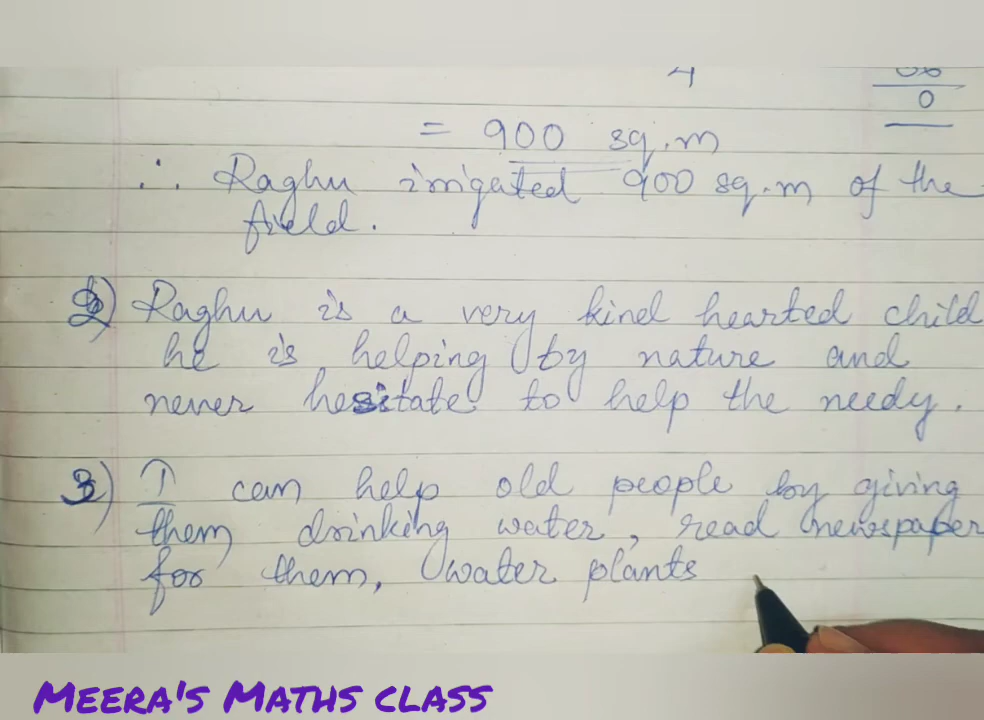 4
0
= 900 sq.m
∴ Raghu irrigated 900 sq.m of the
field.
2) Raghu is a very kind hearted child
he is helping by nature and
never hesitate to help the needy.
3) I can help old people by giving
them drinking water, read newspaper
for them, water plants
MEERA'S MATHS CLASS